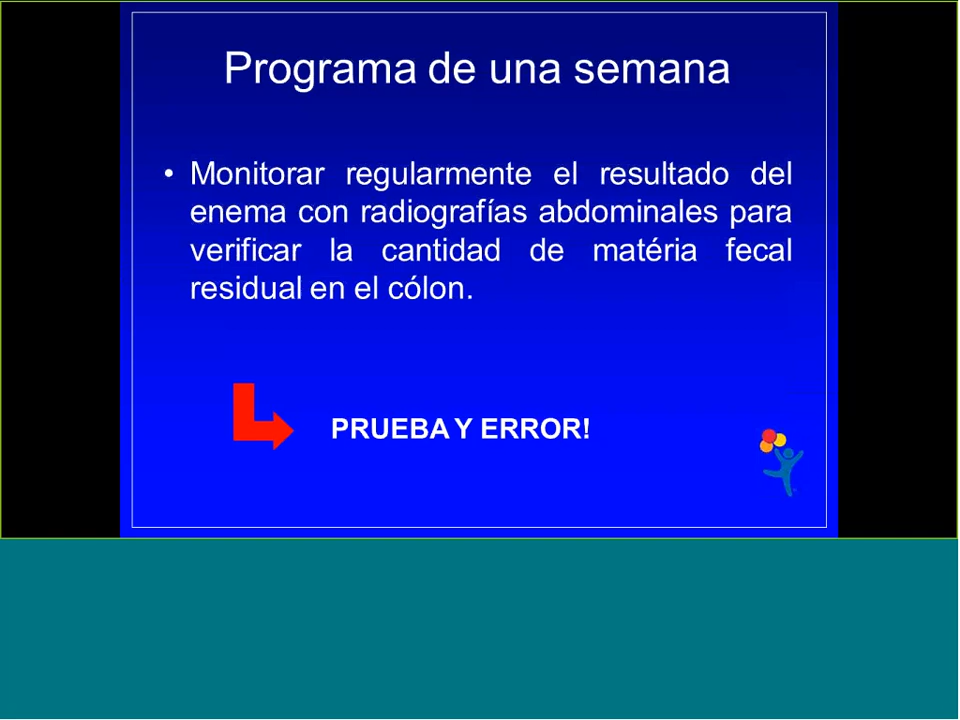 Programa de una semana
• Monitorar regularmente el resultado del
enema con radiografías abdominales para
verificar la cantidad de matéria fecal
residual en el cólon.
PRUEBA Y ERROR!